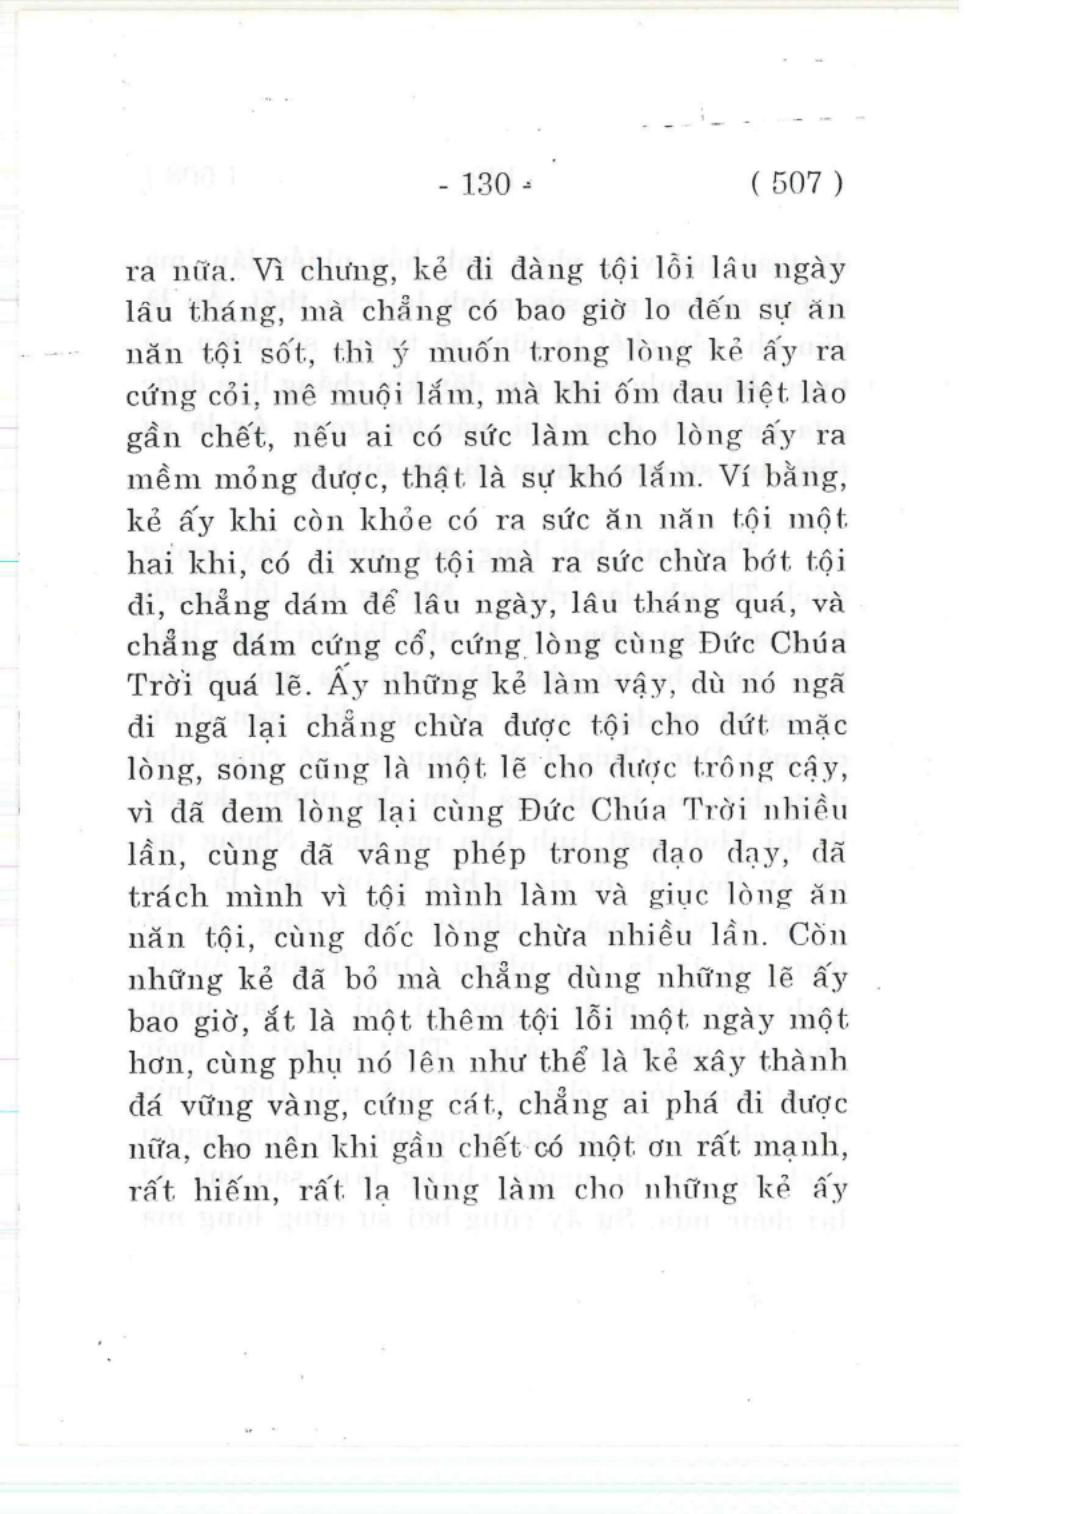 - 130 -
( 507 )
ra nữa. Vì chưng, kẻ đi đàng tội lỗi lâu ngày
lâu tháng, mà chẳng có bao giờ lo đến sự ăn
năn tội sốt, thì ý muốn trong lòng kẻ ấy ra
cứng cỏi, mê muội lắm, mà khi ốm đau liệt lào
gần chết, nếu ai có sức làm cho lòng ấy ra
mềm mỏng được, thật là sự khó lắm. Ví bằng,
kẻ ấy khi còn khỏe có ra sức ăn năn tội một
hai khi, có đi xưng tội mà ra sức chừa bớt tội
đi, chẳng dám để lâu ngày, lâu tháng quá, và
chẳng dám cứng cổ, cứng lòng cùng Đức Chúa
Trời quá lẽ. Ấy những kẻ làm vậy, dù nó ngã
đi ngã lại chẳng chừa được tội cho dứt mặc
lòng, song cũng là một lẽ cho được trông cậy,
vì đã đem lòng lại cùng Đức Chúa Trời nhiều
lần, cùng đã vâng phép trong đạo dạy, đã
trách mình vì tội mình làm và giục lòng ăn
năn tội, cùng dốc lòng chừa nhiều lần. Còn
những kẻ đã bỏ mà chẳng dùng những lẽ ấy
bao giờ, ắt là một thêm tội lỗi một ngày một
hơn, cùng phụ nó lên như thể là kẻ xây thành
đá vững vàng, cứng cát, chẳng ai phá đi được
nữa, cho nên khi gần chết có một ơn rất mạnh,
rất hiếm, rất lạ lùng làm cho những kẻ ấy